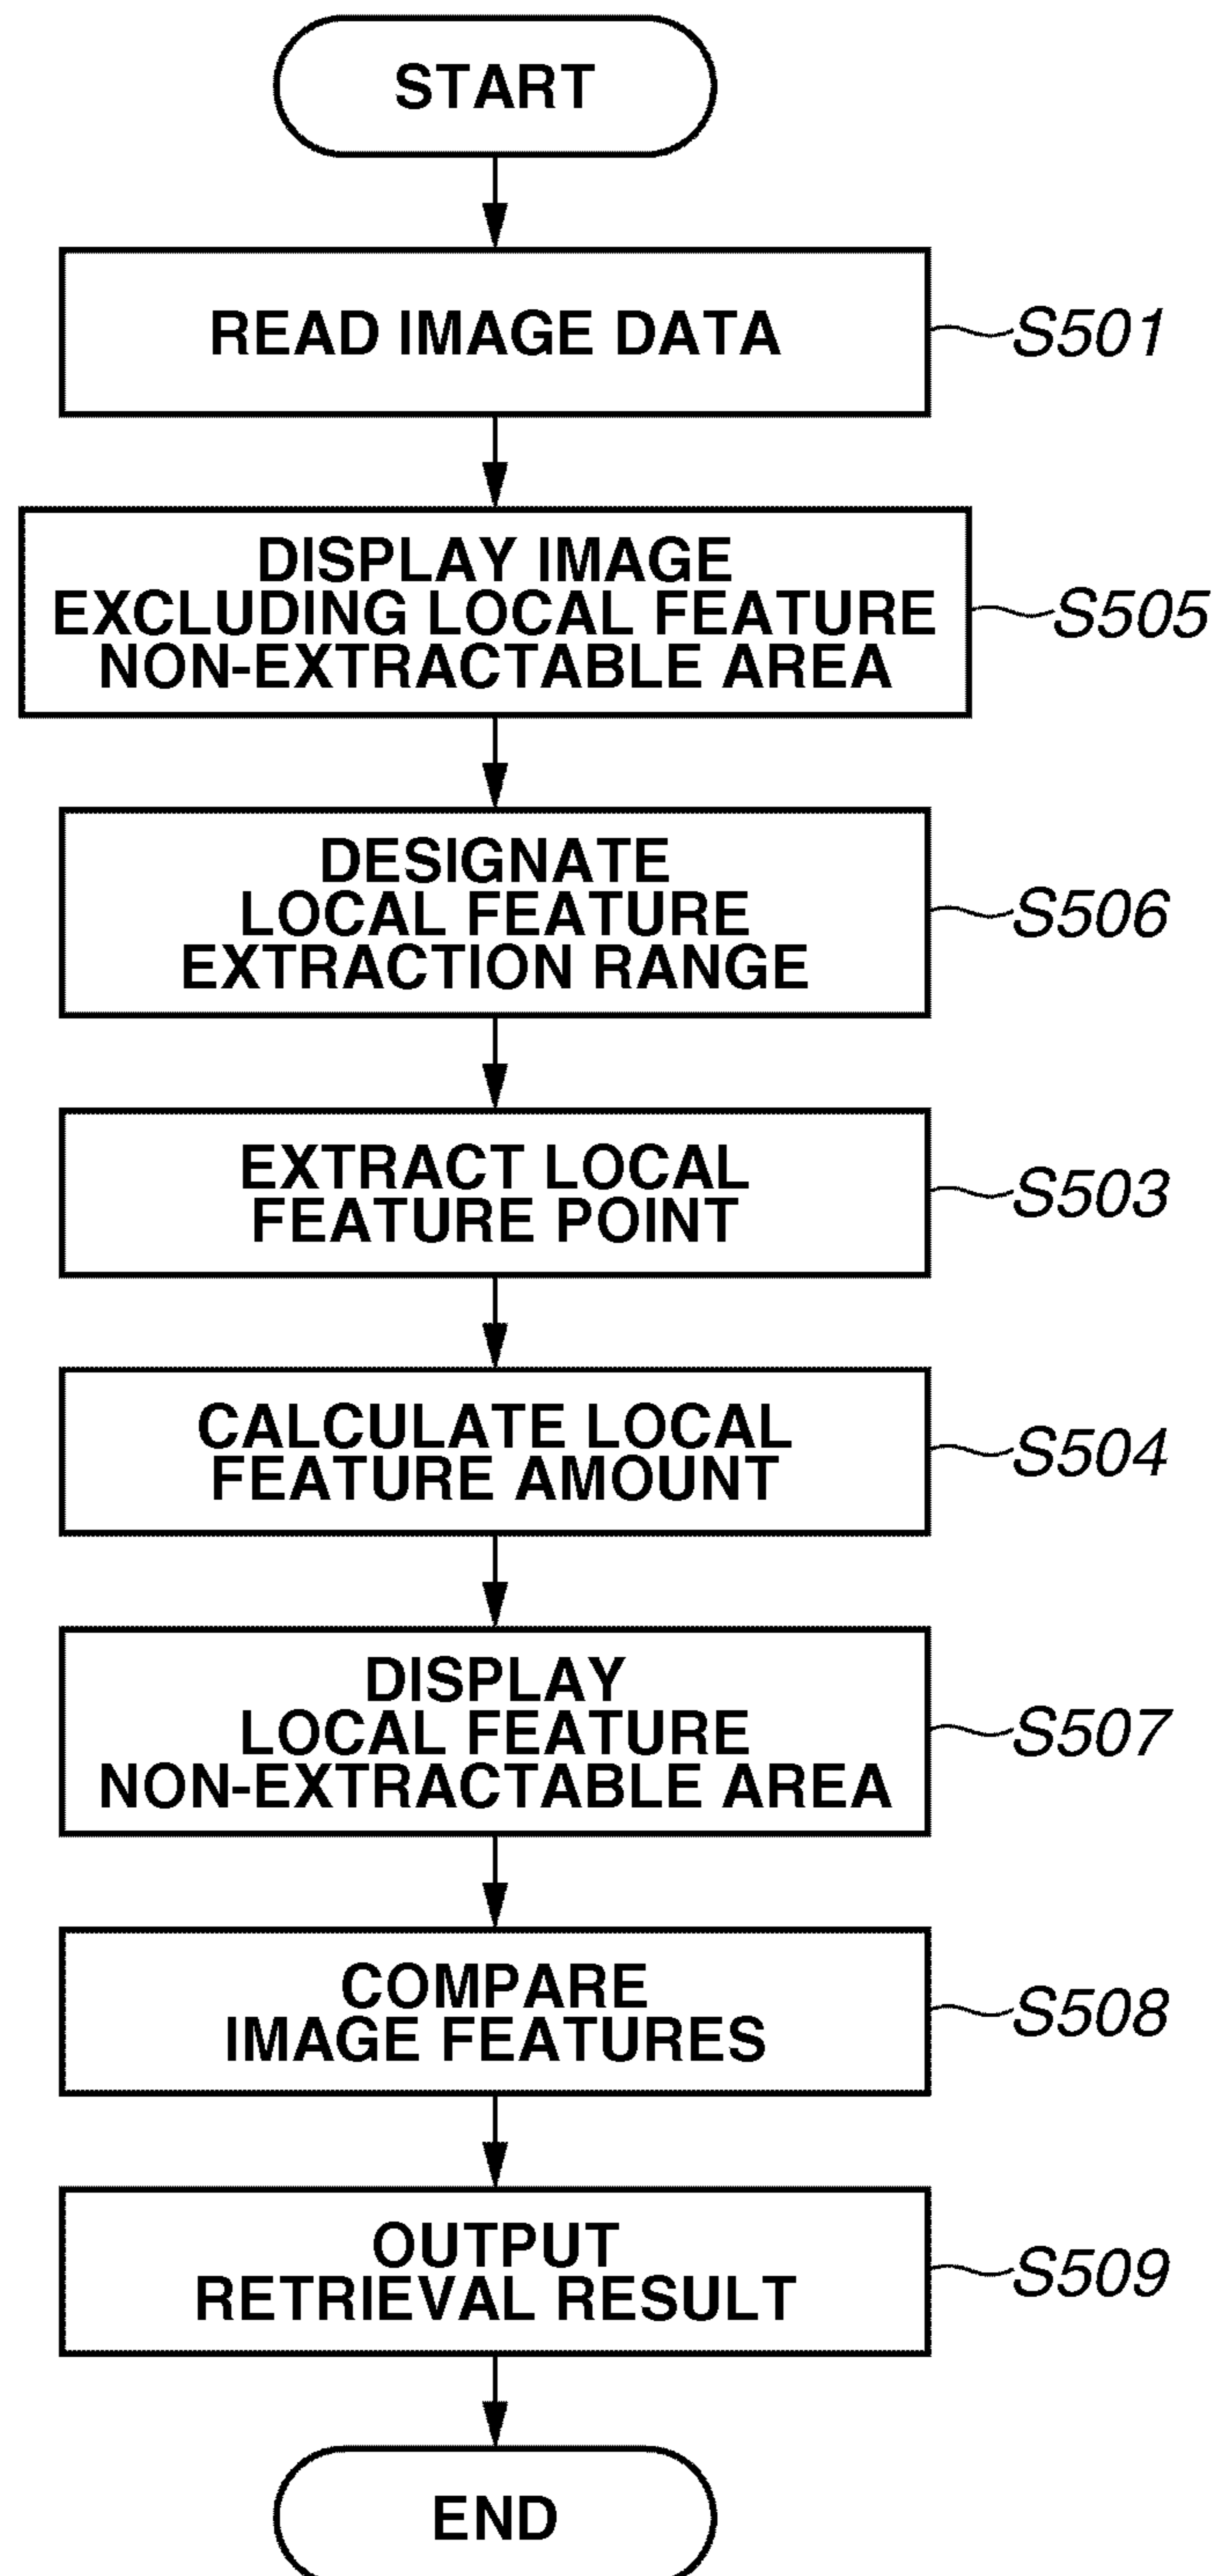 START
READ IMAGE DATA
S501
DISPLAY IMAGE
EXCLUDING LOCAL FEATURE
NON-EXTRACTABLE AREA
S505
DESIGNATE
LOCAL FEATURE
EXTRACTION RANGE
S506
EXTRACT LOCAL
FEATURE POINT
S503
CALCULATE LOCAL
FEATURE AMOUNT
S504
DISPLAY
LOCAL FEATURE
NON-EXTRACTABLE AREA
S507
COMPARE
IMAGE FEATURES
S508
OUTPUT
RETRIEVAL RESULT
S509
END